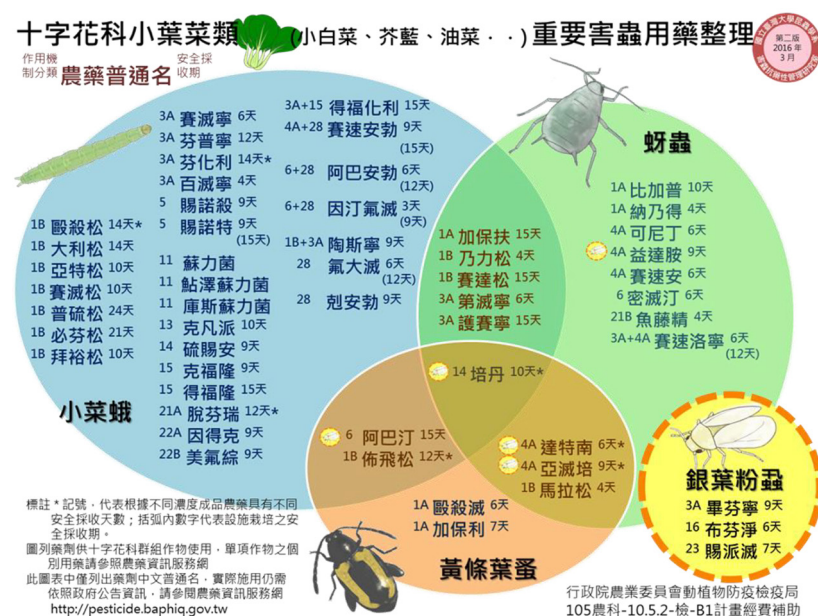 十字花科小葉菜類 (小白菜、芥藍、油菜‥) 重要害蟲用藥整理
國立臺灣大學昆蟲學系
第二版
2016 年
3 月
作用機制分類 農藥普通名 安全採收期
3A 賽滅寧 6天
3A 芬普寧 12天
3A 芬化利 14天*
3A 百滅寧 4天
5 賜諾殺 9天
5 賜諾特 9天
(15天)
11 蘇力菌
11 鮎澤蘇力菌
11 庫斯蘇力菌
13 克凡派 10天
14 硫賜安 9天
15 克福隆 9天
15 得福隆 15天
21A 脫芬瑞 12天*
22A 因得克 9天
22B 美氟綜 9天
3A+15 得福化利 15天
4A+28 賽速安勃 9天
(15天)
6+28 阿巴安勃 6天
(12天)
6+28 因汀氟滅 3天
(9天)
1B+3A 陶斯寧 9天
28 氟大滅 6天
(12天)
28 剋安勃 9天
1B 毆殺松 14天*
1B 大利松 14天
1B 亞特松 10天
1B 賽滅松 10天
1B 普硫松 24天
1B 必芬松 21天
1B 拜裕松 10天
小菜蛾
1A 加保扶 15天
1B 乃力松 4天
1B 賽達松 15天
3A 第滅寧 6天
3A 護賽寧 15天
蚜蟲
1A 比加普 10天
1A 納乃得 4天
4A 可尼丁 6天
4A 益達胺 9天
4A 賽速安 6天
6 密滅汀 6天
21B 魚藤精 4天
3A+4A 賽速洛寧 6天
(12天)
14 培丹 10天*
6 阿巴汀 15天
1B 佈飛松 12天*
4A 達特南 6天*
4A 亞滅培 9天*
1B 馬拉松 4天
1A 毆殺滅 6天
1A 加保利 7天
黃條葉蚤
銀葉粉蝨
3A 畢芬寧 9天
16 布芬淨 6天
23 賜派滅 7天
標註 * 記號，代表根據不同濃度成品農藥具有不同
安全採收天數；括弧內數字代表設施栽培之安
全採收期。
圖列藥劑供十字花科群組作物使用，單項作物之個
別用藥請參照農藥資訊服務網
此圖表中僅列出藥劑中文普通名，實際施用仍需
依照政府公告資訊，請參閱農藥資訊服務網
http://pesticide.baphiq.gov.tw
行政院農業委員會動植物防疫檢疫局
105農科-10.5.2-檢-B1計畫經費補助